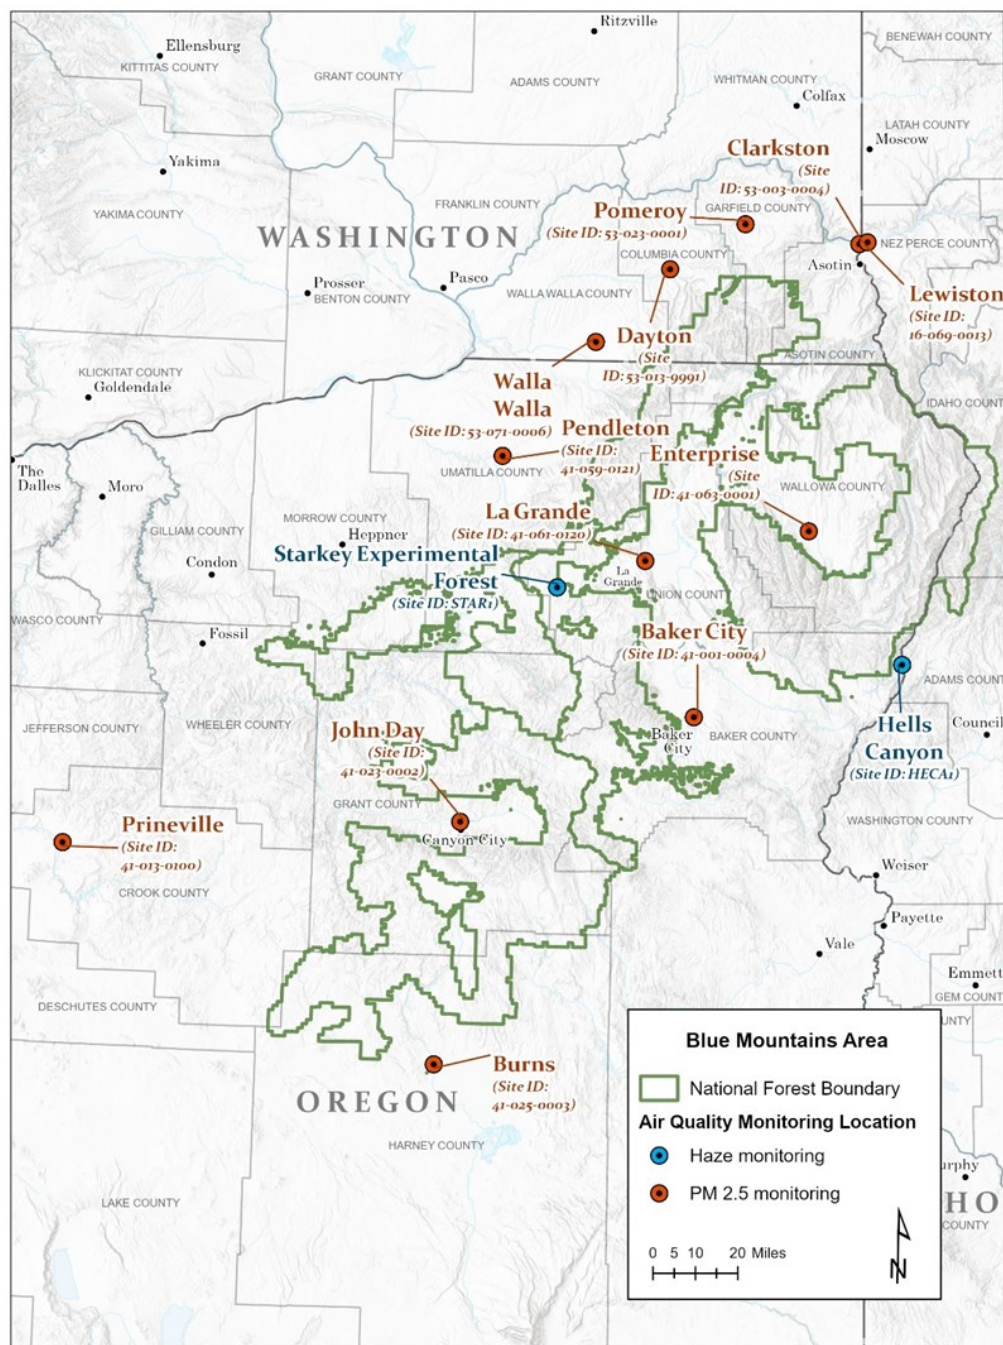 Ritzville
Ellensburg
KITTITAS COUNTY
GRANT COUNTY
ADAMS COUNTY
WHITMAN COUNTY
BENEWAH COUNTY
Colfax
LATAH COUNTY
Moscow
Clarkston
(Site
ID: 53-003-0004)
Yakima
YAKIMA COUNTY
FRANKLIN COUNTY
Pomeroy
(Site ID: 53-023-0001)
GARFIELD COUNTY
WASHINGTON
COLUMBIA COUNTY
NEZ PERCE COUNTY
Asotin
Prosser
BENTON COUNTY
Pasco
WALLA WALLA COUNTY
Lewiston
(Site ID:
16-069-0013)
Dayton
(Site
ID: 53-013-9991)
ASOTIN COUNTY
KLICKITAT COUNTY
Goldendale
Walla
Walla
(Site ID: 53-071-0006)
IDAHO COUNT
Pendleton
(Site ID:
41-059-0121)
UMATILLA COUNTY
Enterprise
(Site
ID: 41-063-0001)
WALLOWA COUNTY
The
Dalles
Moro
GILLIAM COUNTY
MORROW COUNTY
Heppner
La Grande
(Site ID: 41-061-0120)
La
Grande
UNION COUNT
Condon
Starkey Experimental
Forest
(Site ID: STAR1)
WASCO COUNTY
Fossil
Baker City
(Site ID: 41-001-0004)
ADAMS COUNT
JEFFERSON COUNTY
WHEELER COUNTY
John Day
(Site ID:
41-023-0002)
Baker
City
BAKER COUNTY
Hells
Canyon
(Site ID: HECA1)
Council
GRANT COUNTY
Canyon City
WASHINGTON COUNTY
Prineville
(Site ID:
41-013-0100)
CROOK COUNTY
Weiser
Payette
Vale
Emmett
GEM COUNT
UNTY
DESCHUTES COUNTY
Burns
(Site ID:
41-025-0003)
OREGON
HARNEY COUNTY
LAKE COUNTY
urphy
HO
COUNTY
Blue Mountains Area
National Forest Boundary
Air Quality Monitoring Location
Haze monitoring
PM 2.5 monitoring
0 5 10 20 Miles
N